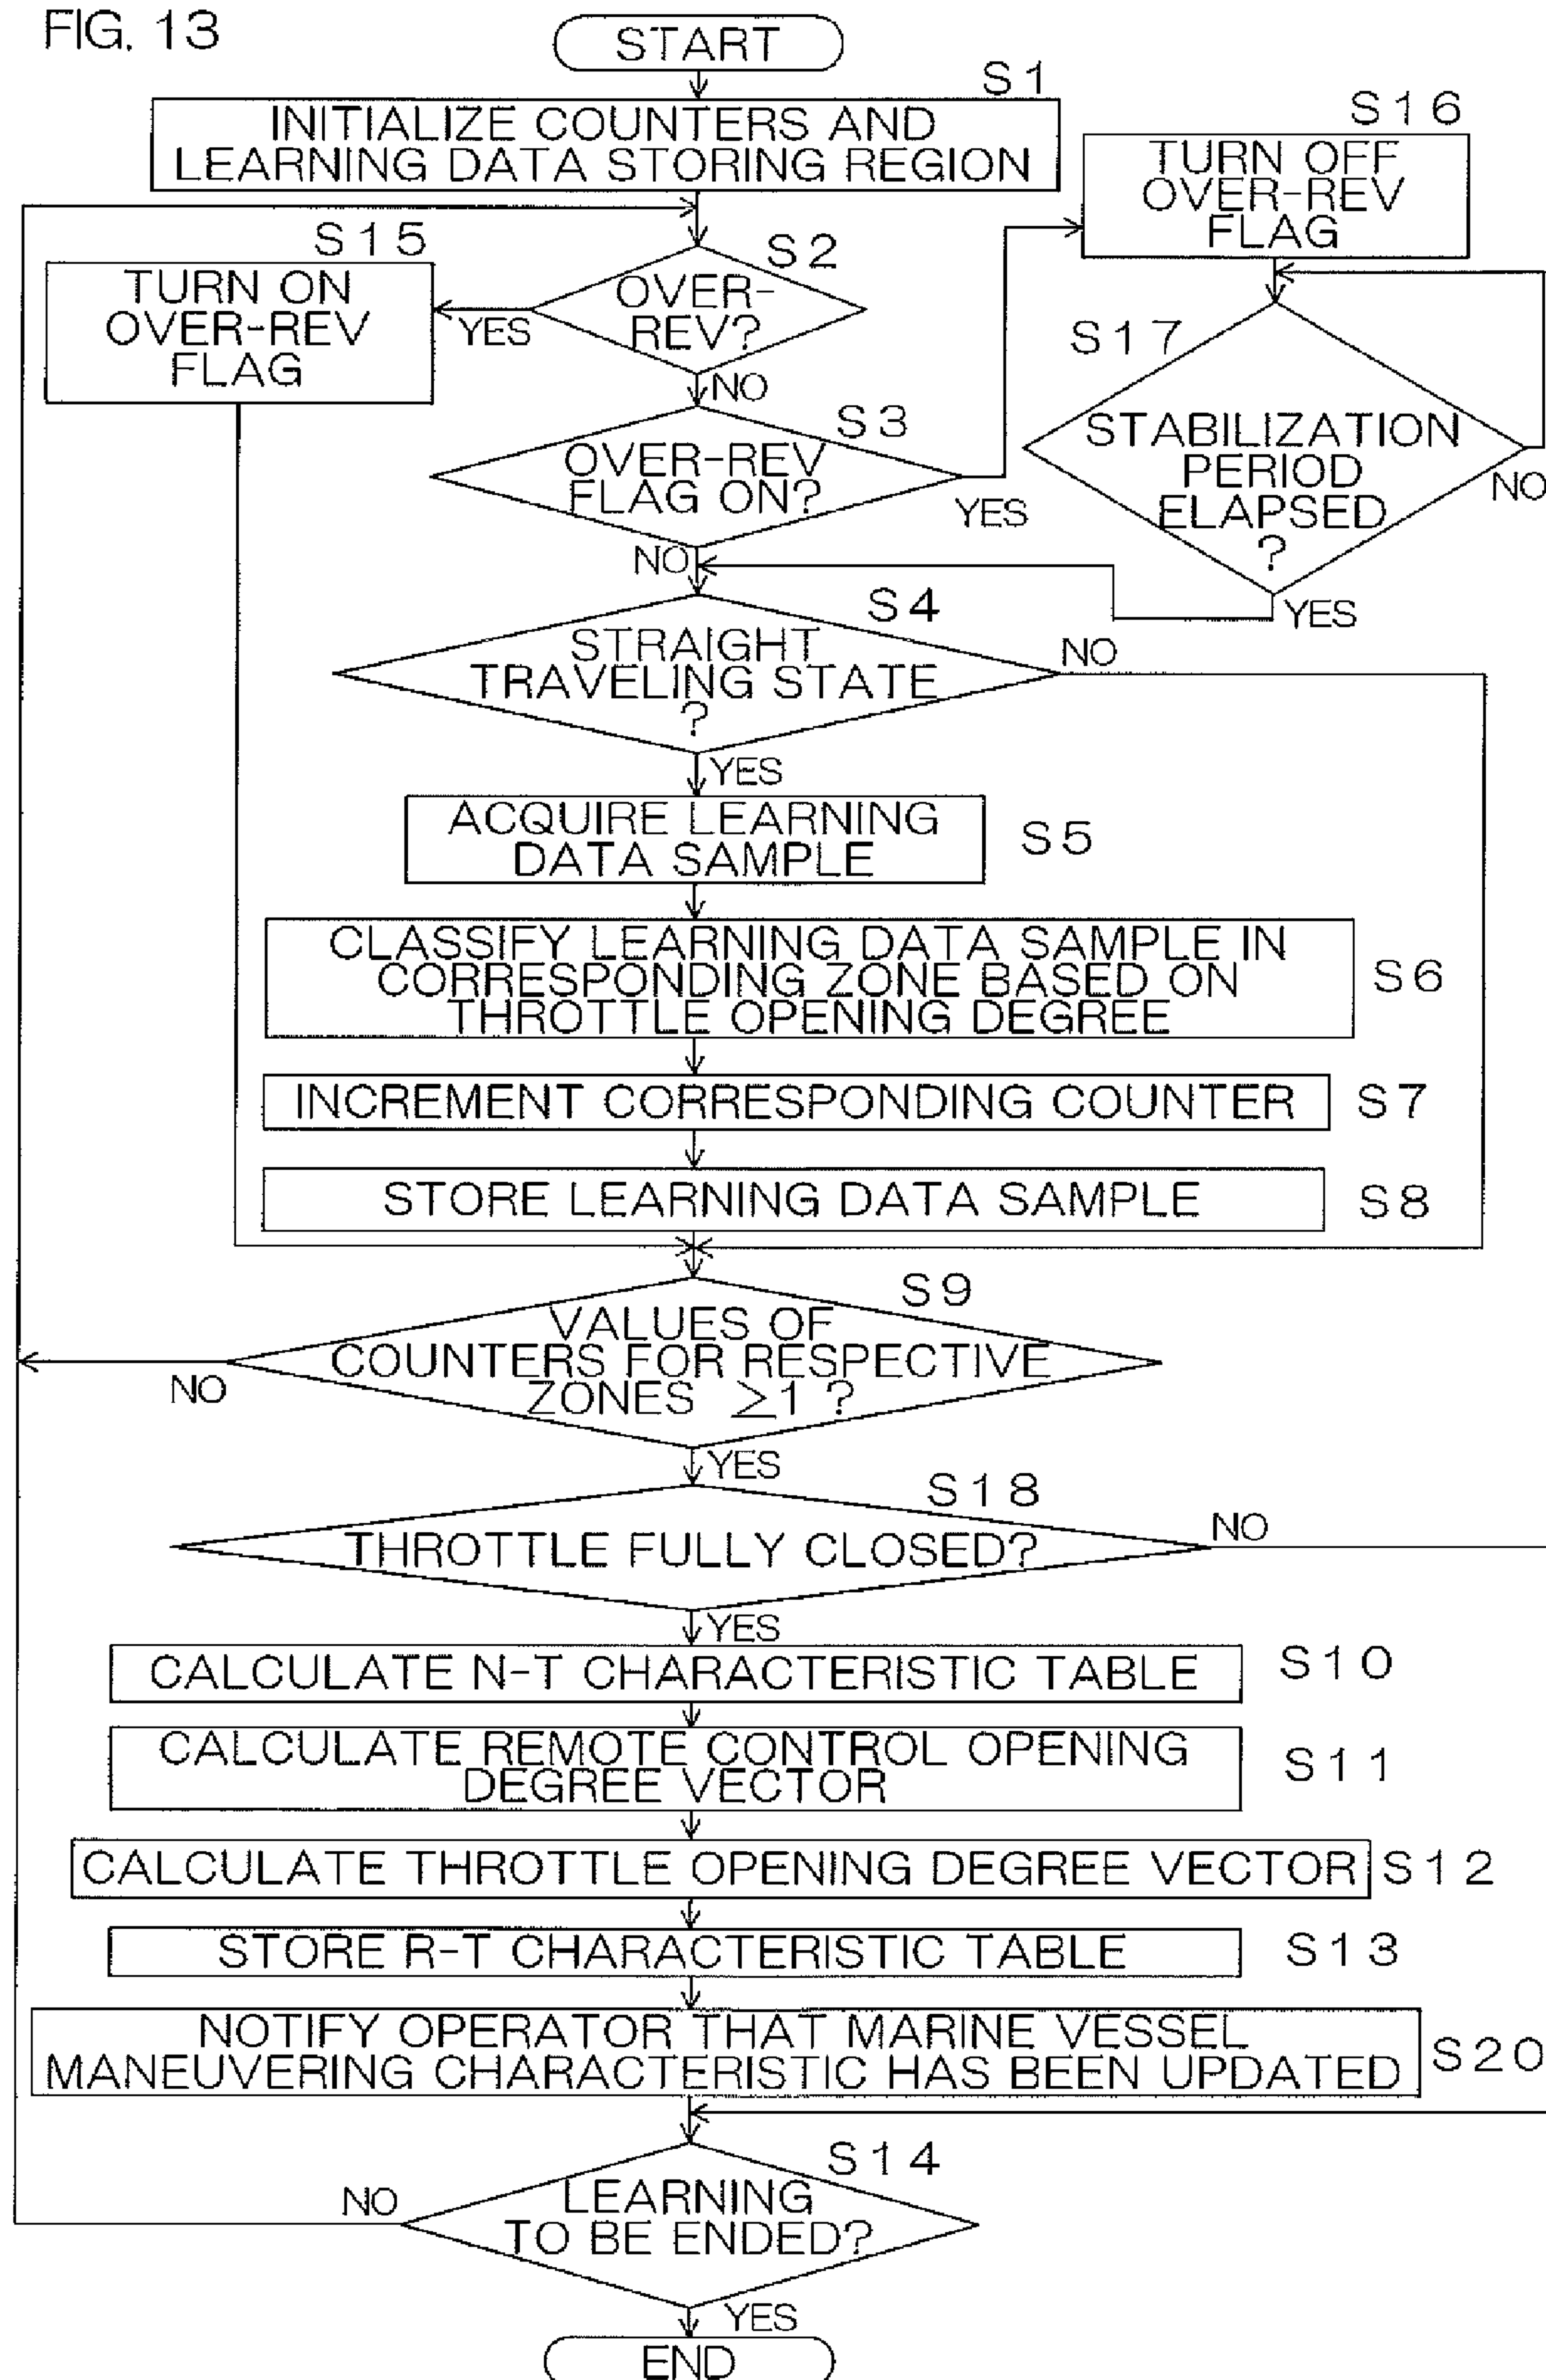 FIG. 13
START
S1
INITIALIZE COUNTERS AND
LEARNING DATA STORING REGION
S16
TURN OFF
OVER-REV
FLAG
S15
TURN ON
OVER-REV
FLAG
S2
OVER-
REV?
YES
NO
S17
STABILIZATION
PERIOD
ELAPSED
?
NO
YES
S3
OVER-REV
FLAG ON?
YES
NO
S4
STRAIGHT
TRAVELING STATE
?
NO
YES
ACQUIRE LEARNING
DATA SAMPLE
S5
CLASSIFY LEARNING DATA SAMPLE IN
CORRESPONDING ZONE BASED ON
THROTTLE OPENING DEGREE
S6
INCREMENT CORRESPONDING COUNTER
S7
STORE LEARNING DATA SAMPLE
S8
S9
VALUES OF
COUNTERS FOR RESPECTIVE
ZONES ≥1 ?
NO
YES
S18
THROTTLE FULLY CLOSED?
NO
YES
CALCULATE N-T CHARACTERISTIC TABLE
S10
CALCULATE REMOTE CONTROL OPENING
DEGREE VECTOR
S11
CALCULATE THROTTLE OPENING DEGREE VECTOR
S12
STORE R-T CHARACTERISTIC TABLE
S13
NOTIFY OPERATOR THAT MARINE VESSEL
MANEUVERING CHARACTERISTIC HAS BEEN UPDATED
S20
S14
LEARNING
TO BE ENDED?
NO
YES
END